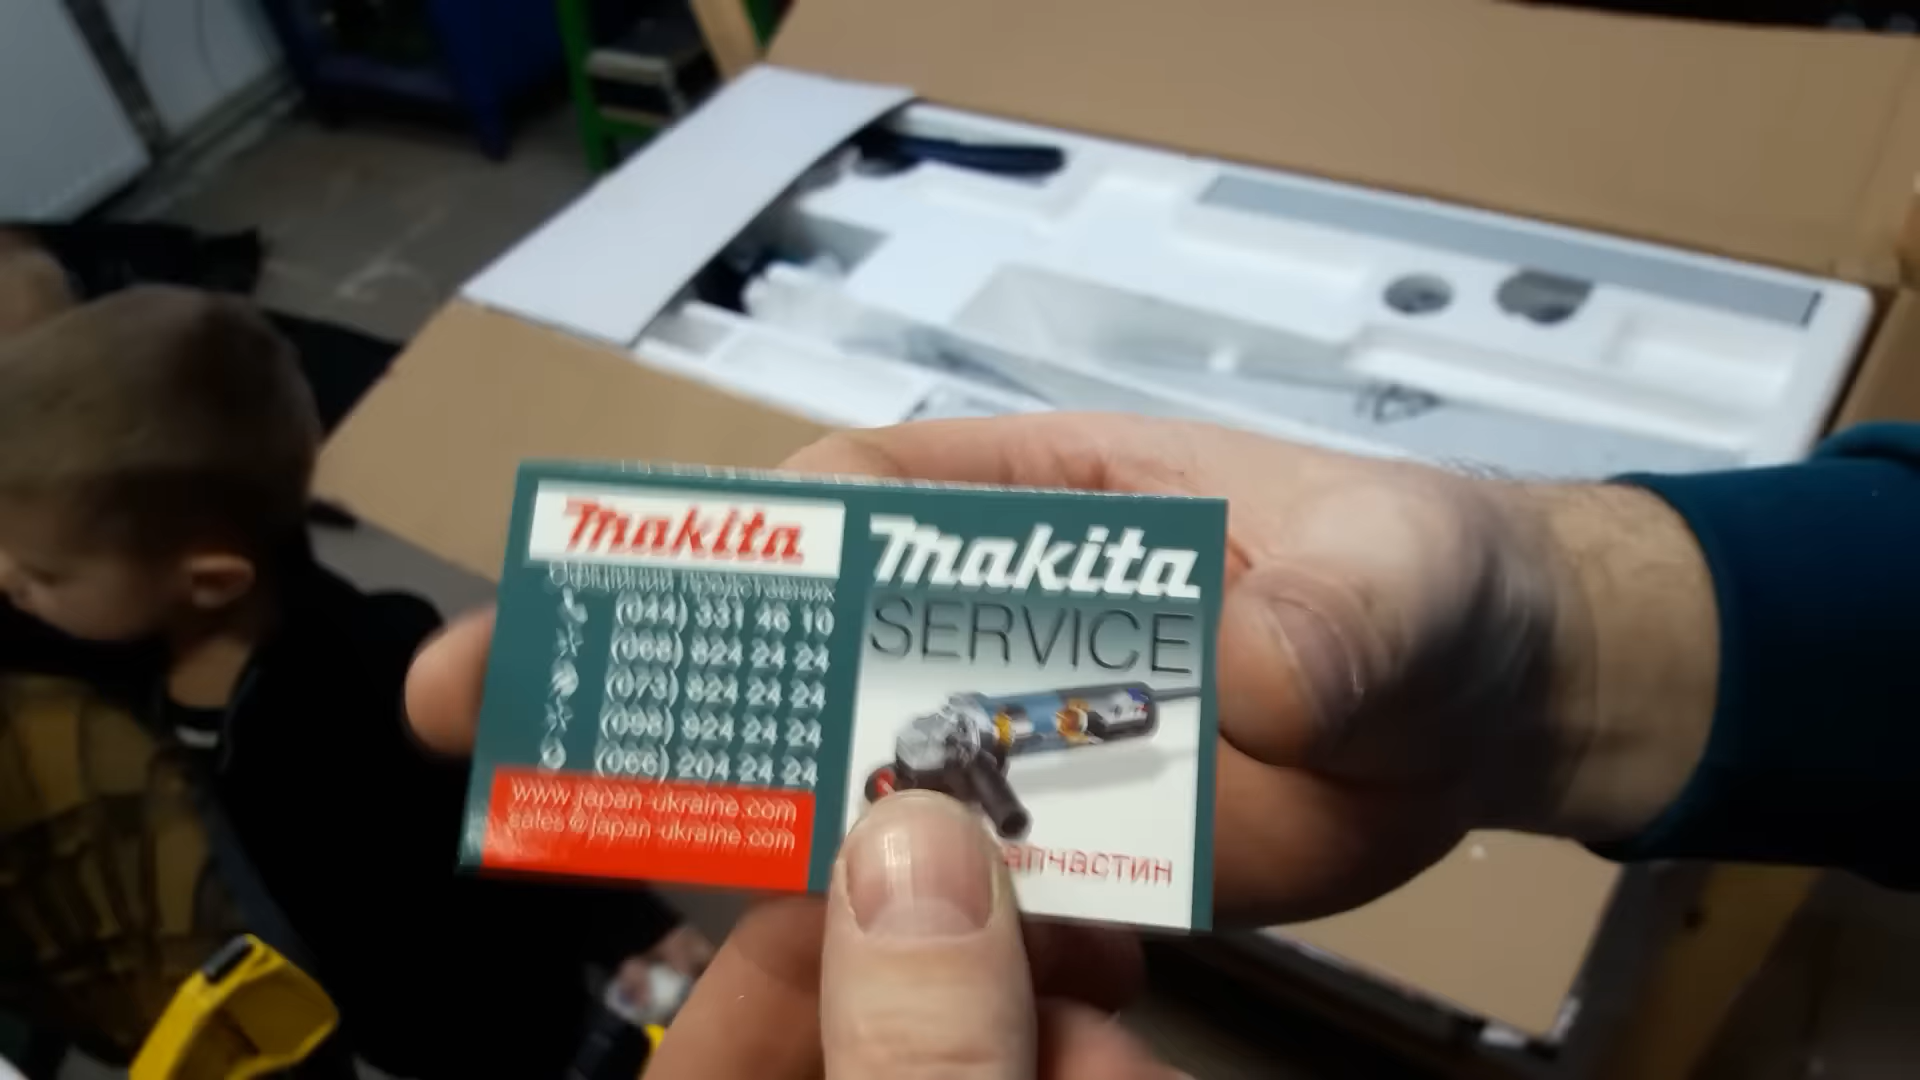 makita
Офіційний представник
(044) 331 46 10
(068) 824 24 24
(073) 824 24 24
(098) 924 24 24
(066) 204 24 24
www.japan-ukraine.com
sales@japan-ukraine.com
makita
SERVICE
апчастин